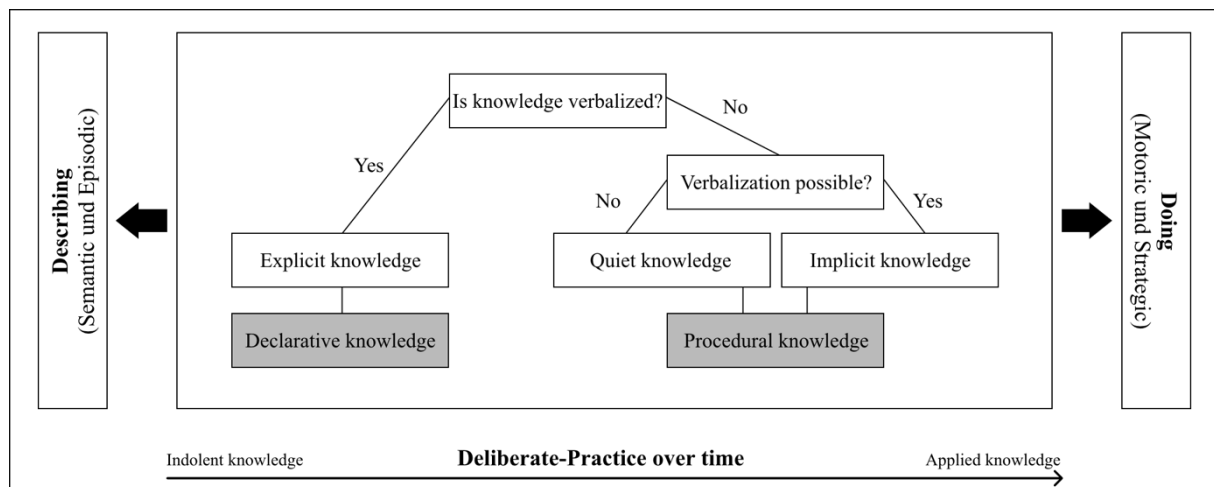 Describing
(Semantic und Episodic)
Is knowledge verbalized?
Yes
No
Verbalization possible?
No
Yes
Explicit knowledge
Quiet knowledge
Implicit knowledge
Declarative knowledge
Procedural knowledge
Doing
(Motoric und Strategic)
Indolent knowledge
Deliberate-Practice over time
Applied knowledge